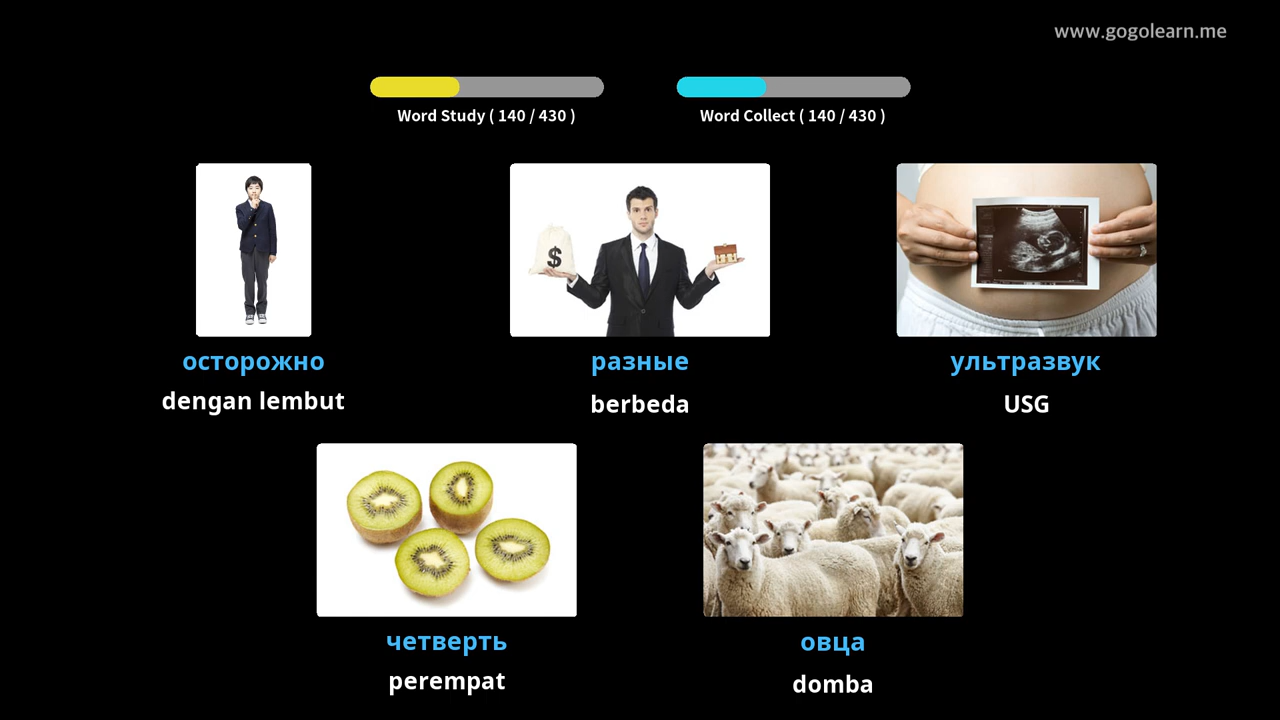 www.gogolearn.me
Word Study ( 140 / 430 )
Word Collect ( 140 / 430 )
$
осторожно
dengan lembut
разные
berbeda
ультразвук
USG
четверть
perempat
овца
domba